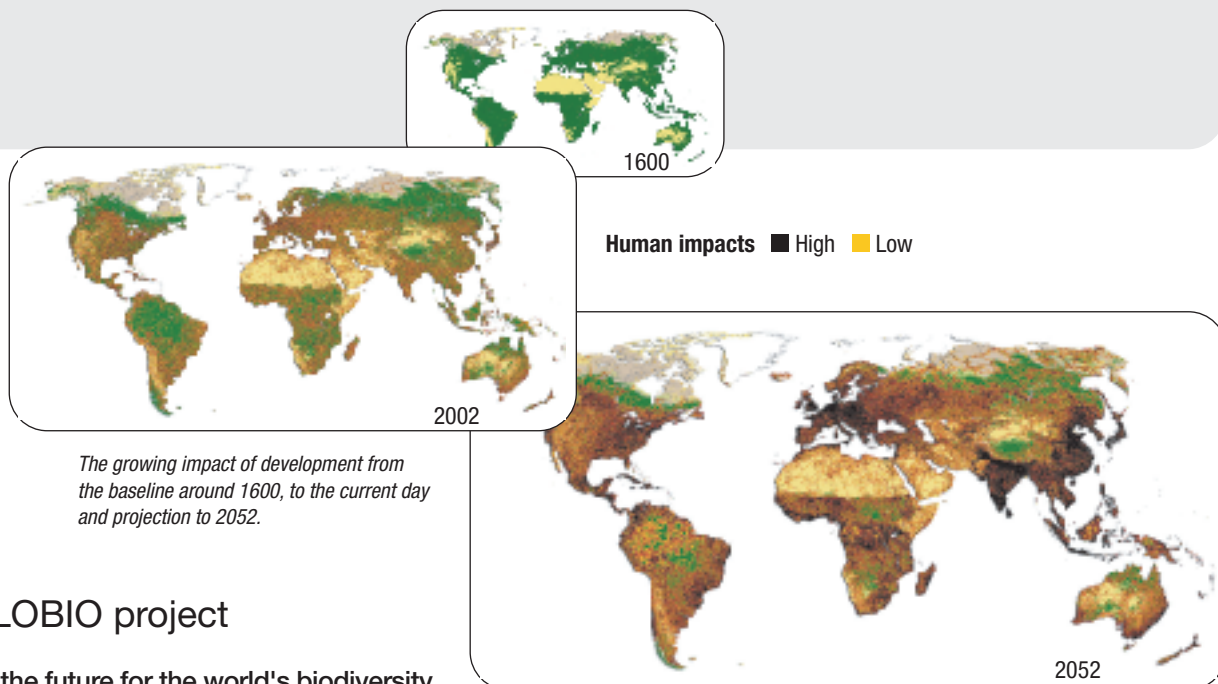 1600
2002
Human impacts High Low
The growing impact of development from
the baseline around 1600, to the current day
and projection to 2052.
2052
LOBIO project
the future for the world's biodiversity